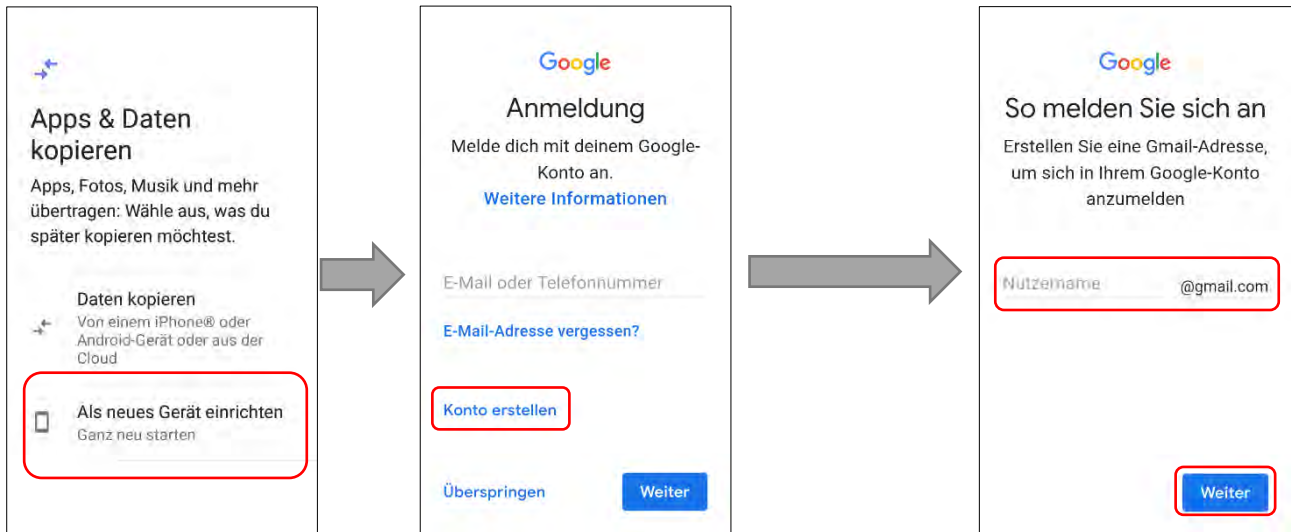 Apps & Daten
kopieren
Apps, Fotos, Musik und mehr
übertragen: Wähle aus, was du
später kopieren möchtest.
Daten kopieren
Von einem iPhone® oder
Android-Gerät oder aus der
Cloud
Als neues Gerät einrichten
Ganz neu starten
Google
Anmeldung
Melde dich mit deinem Google-
Konto an.
Weitere Informationen
E-Mail oder Telefonnummer
E-Mail-Adresse vergessen?
Konto erstellen
Überspringen
Weiter
Google
So melden Sie sich an
Erstellen Sie eine Gmail-Adresse,
um sich in Ihrem Google-Konto
anzumelden
Nutzername
@gmail.com
Weiter